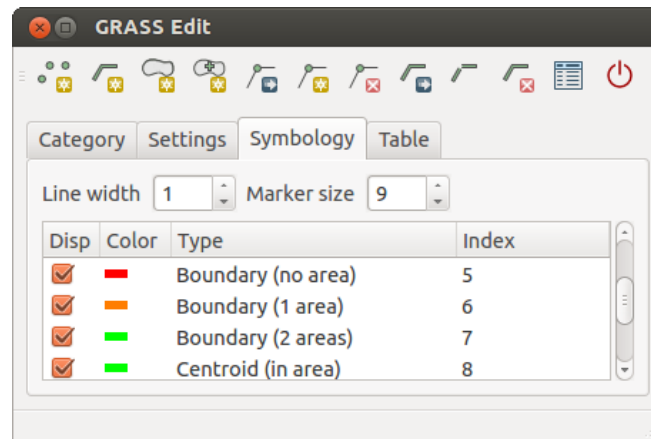 GRASS Edit
Category Settings Symbology Table
Line width 1 Marker size 9
Disp Color Type Index
Boundary (no area) 5
Boundary (1 area) 6
Boundary (2 areas) 7
Centroid (in area) 8